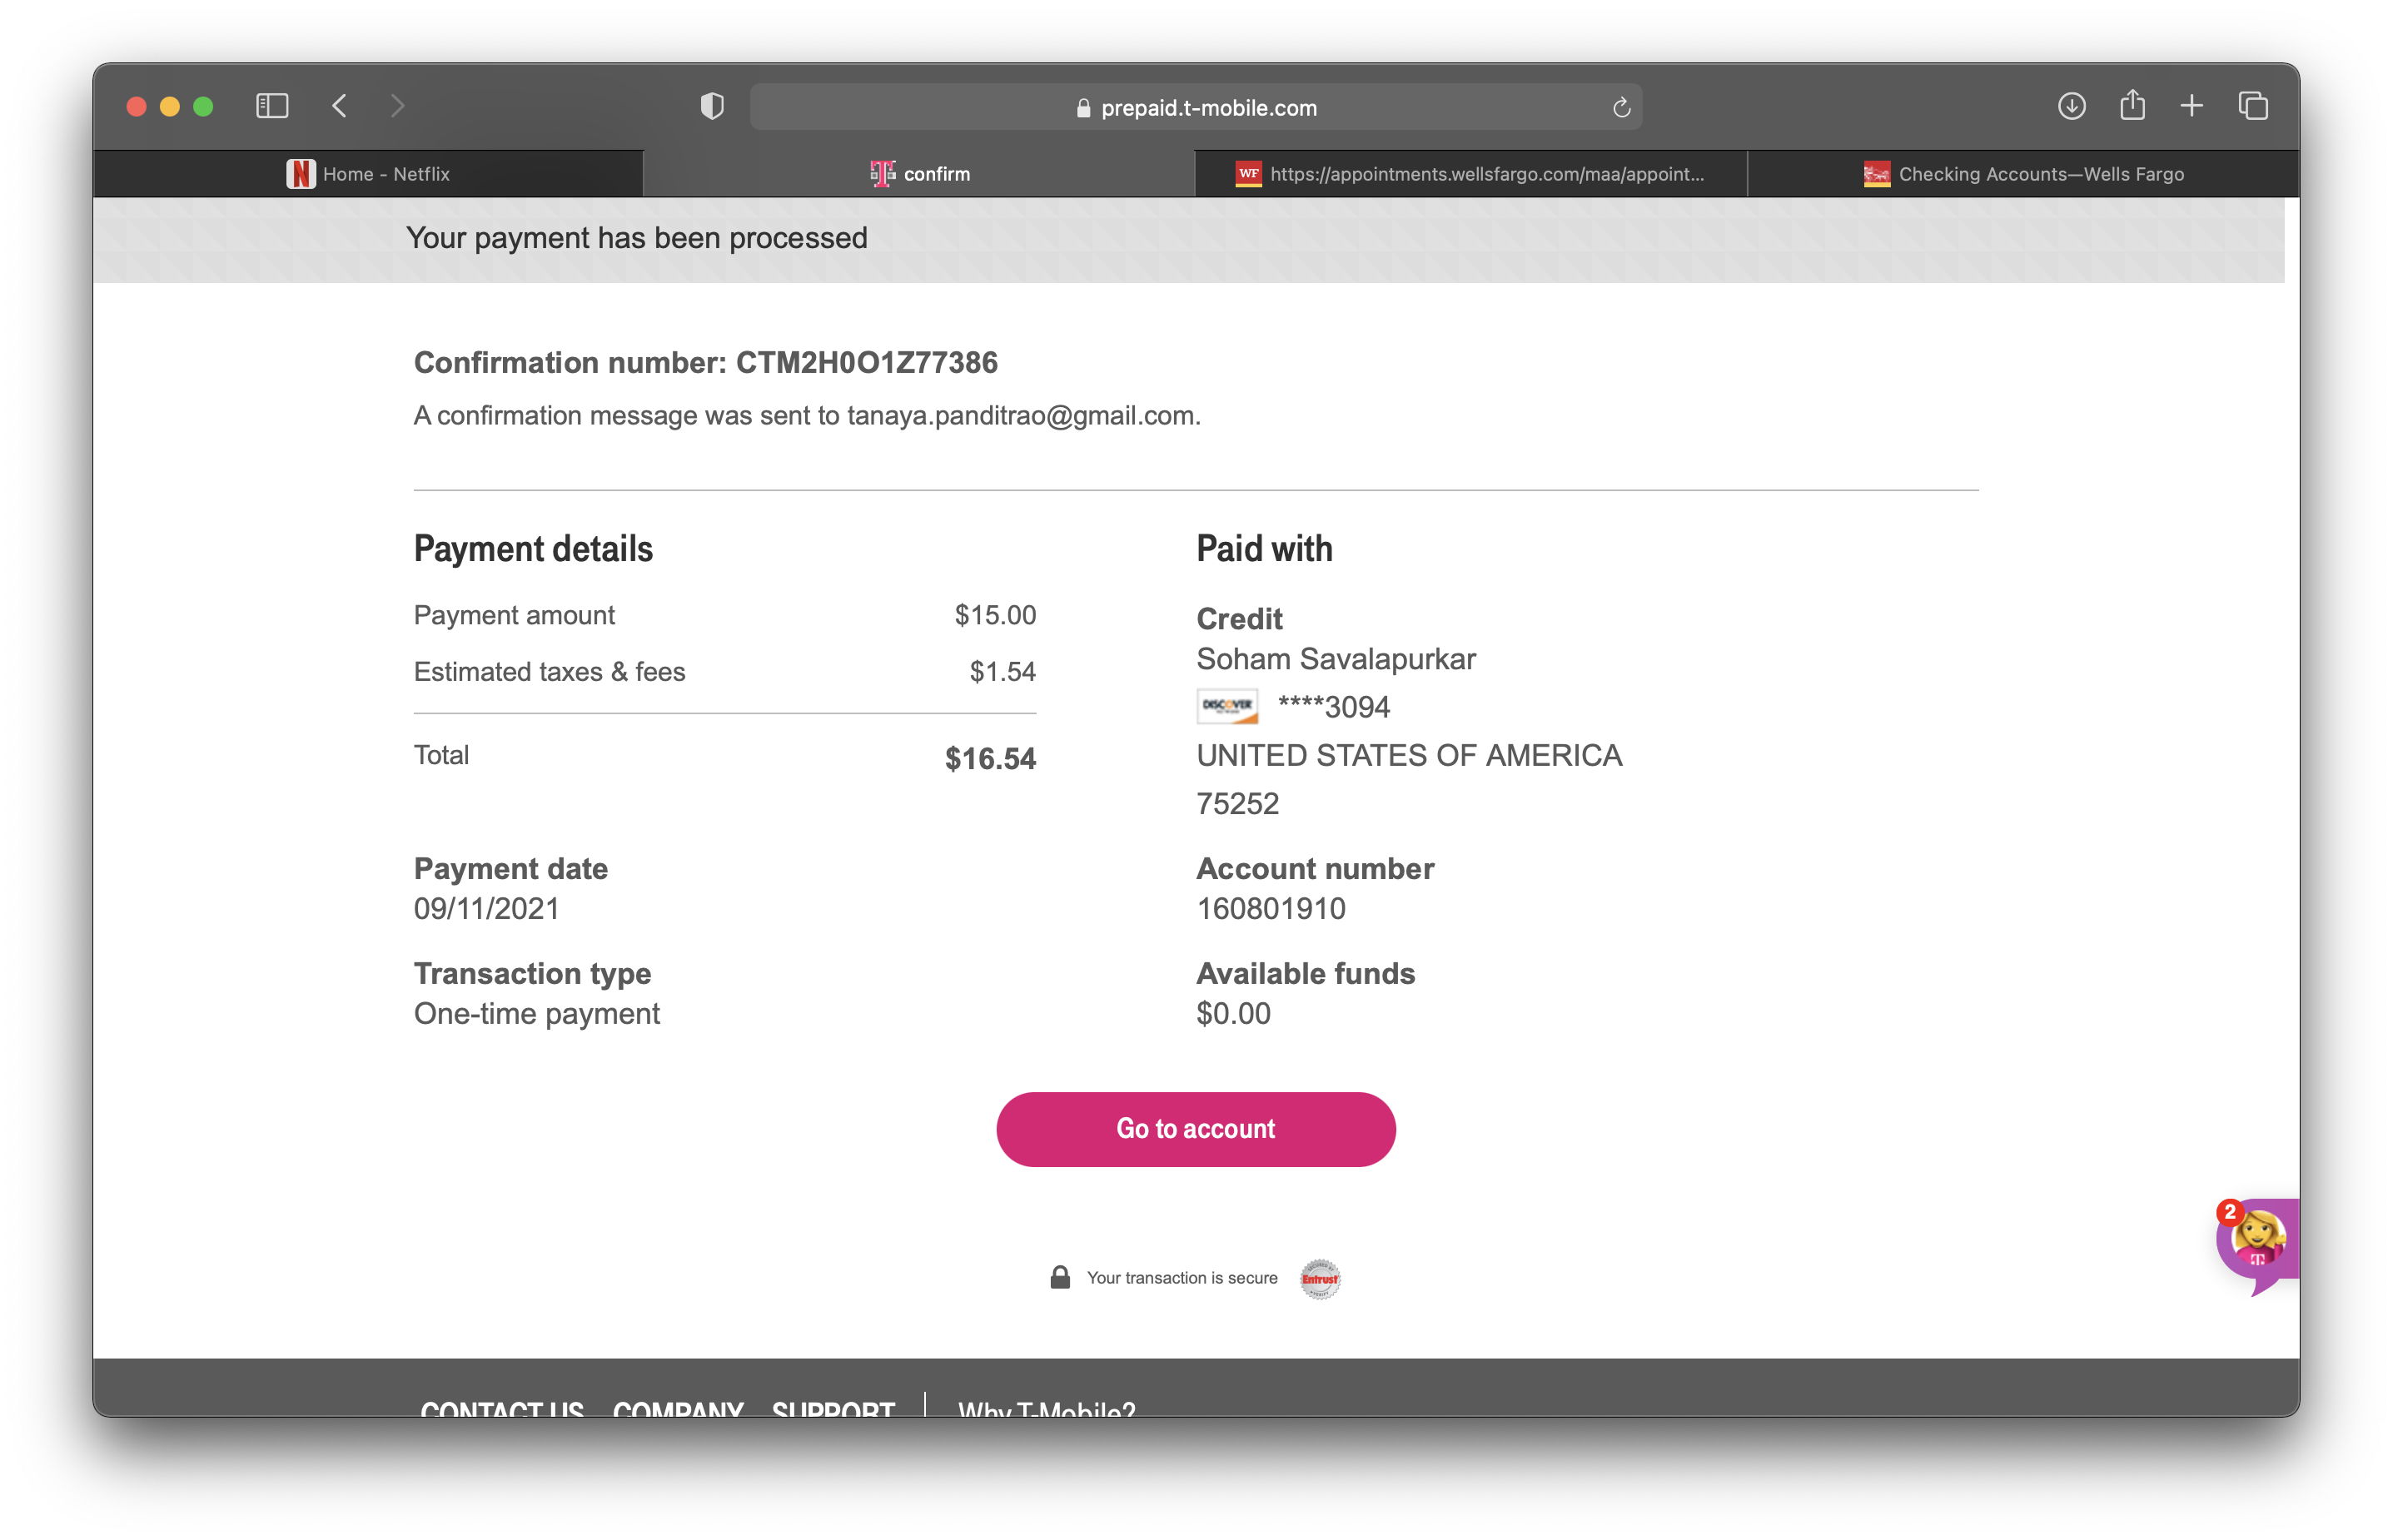 prepaid.t-mobile.com
Home - Netflix
confirm
WF https://appointments.wellsfargo.com/maa/appoint...
Checking Accounts—Wells Fargo
Your payment has been processed
Confirmation number: CTM2H0O1Z77386
A confirmation message was sent to tanaya.panditrao@gmail.com.
Payment details
Payment amount $15.00
Estimated taxes & fees $1.54
Total $16.54
Payment date
09/11/2021
Transaction type
One-time payment
Paid with
Credit
Soham Savalapurkar
DISCOVER ****3094
UNITED STATES OF AMERICA
75252
Account number
160801910
Available funds
$0.00
Go to account
2
Your transaction is secure Entrust
CONTACT US COMPANY SUPPORT Why T-Mobile?